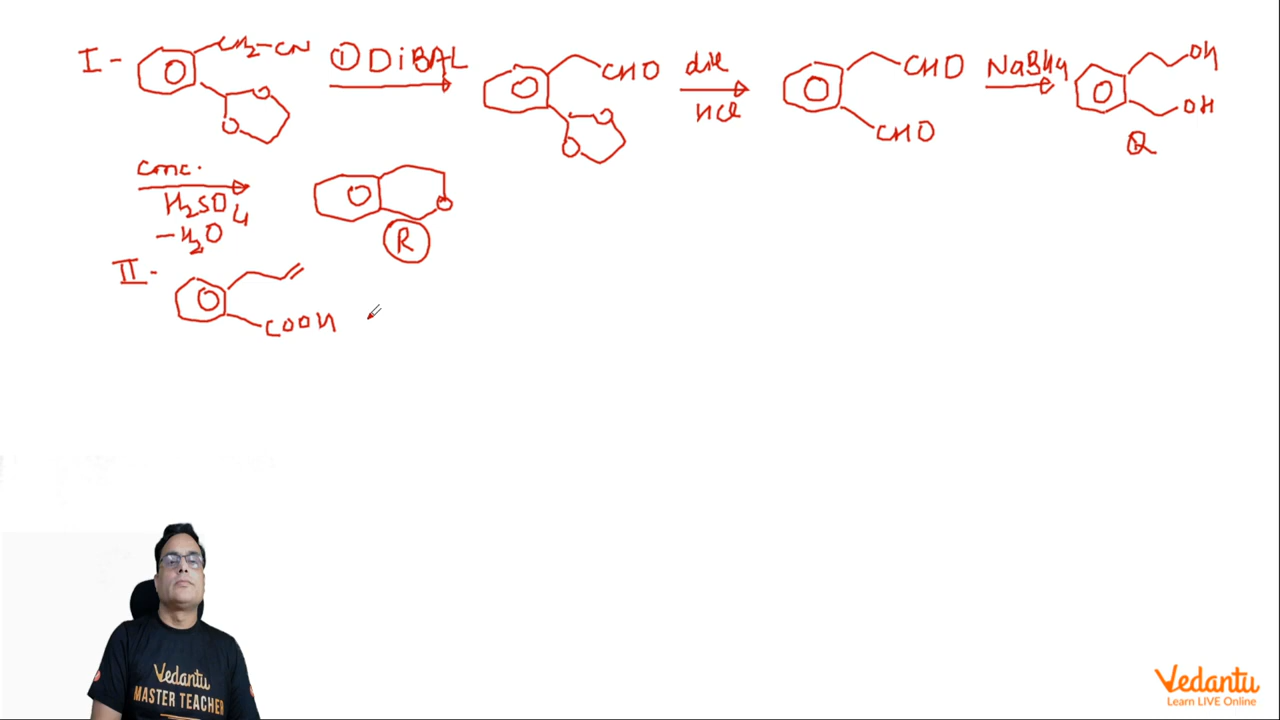 I - CH2-CN ① DiBAL CHO dil CHO NaBH4 OH
O O O O HCl CHO OH
Q
conc.
H2SO4
-H2O
O
R
II -
COOH
Vedantu
MASTER TEACHER
Vedantu
Learn LIVE Online